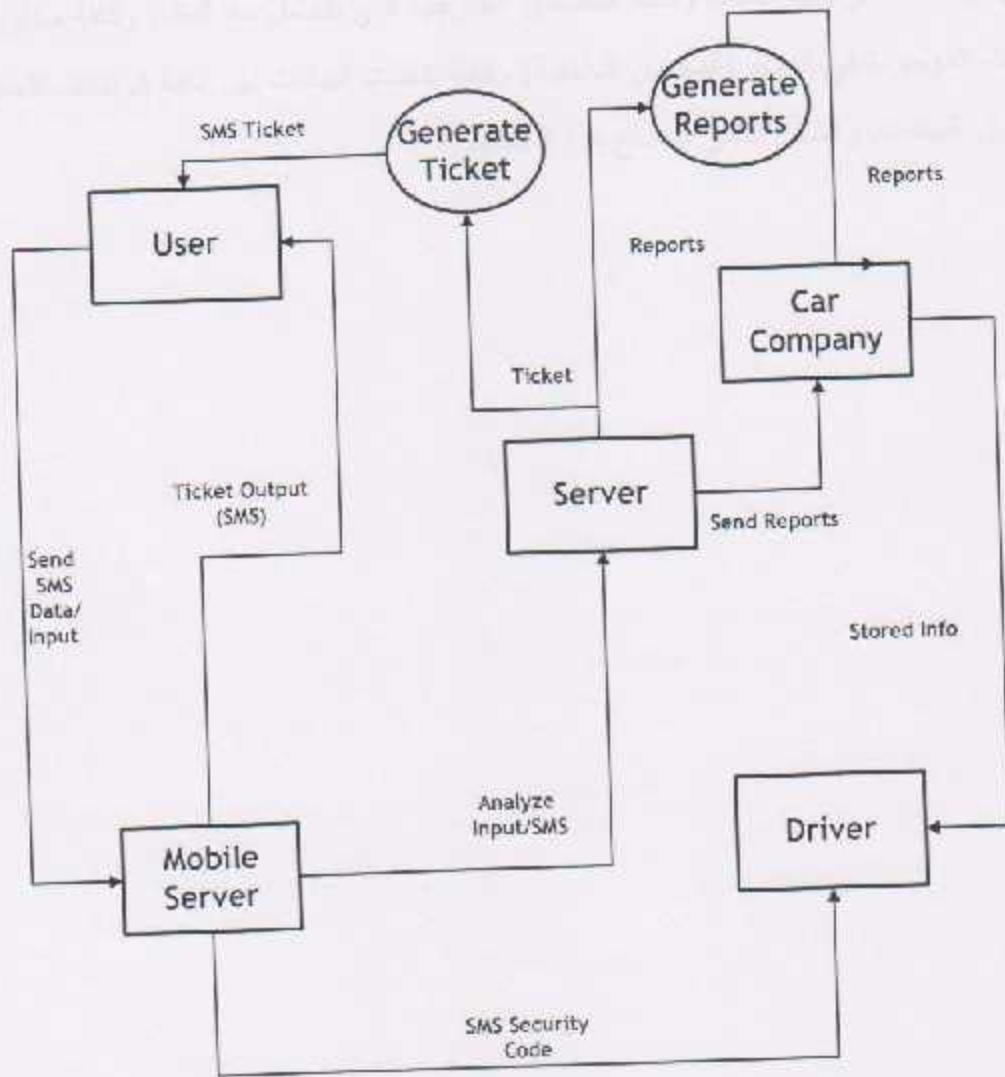 SMS Ticket
Generate
Ticket
Generate
Reports
Reports
User
Reports
Car
Company
Ticket
Server
Ticket Output
(SMS)
Send Reports
Send
SMS
Data/
Input
Stored Info
Analyze
Input/SMS
Driver
Mobile
Server
SMS Security
Code